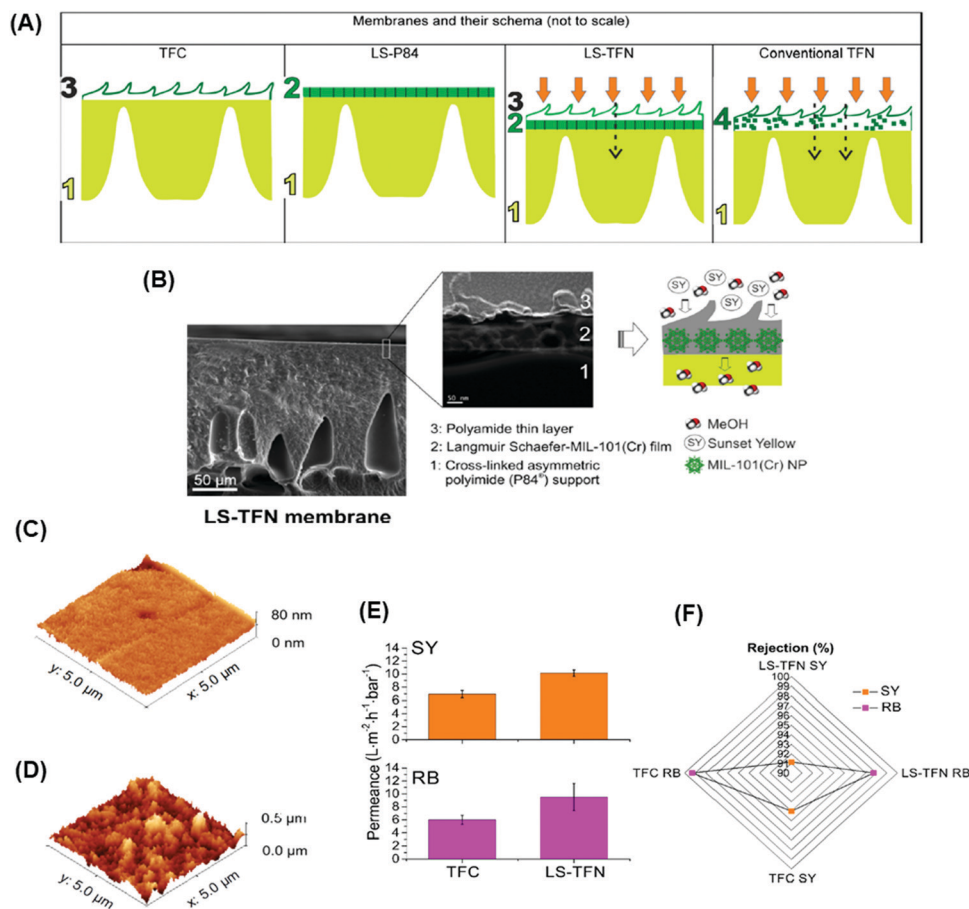 (A)
Membranes and their schema (not to scale)
TFC
LS-P84
LS-TFN
Conventional TFN
3
1
2
1
3
2
1
4
1
(B)
3
2
1
50 nm
50 µm
LS-TFN membrane
3: Polyamide thin layer
2: Langmuir Schaefer-MIL-101(Cr) film
1: Cross-linked asymmetric
polyimide (P84®) support
SY
SY
SY
SY
SY
MeOH
SY Sunset Yellow
MIL-101(Cr) NP
(C)
80 nm
0 nm
y: 5.0 µm
x: 5.0 µm
(D)
0.5 µm
0.0 µm
y: 5.0 µm
x: 5.0 µm
(E)
Permeance (L·m⁻²·h⁻¹·bar⁻¹)
SY
14
12
10
8
6
4
2
0
RB
14
12
10
8
6
4
2
0
TFC
LS-TFN
(F)
Rejection (%)
LS-TFN SY
100
99
98
97
96
95
94
93
92
91
90
SY
RB
TFC RB
LS-TFN RB
TFC SY